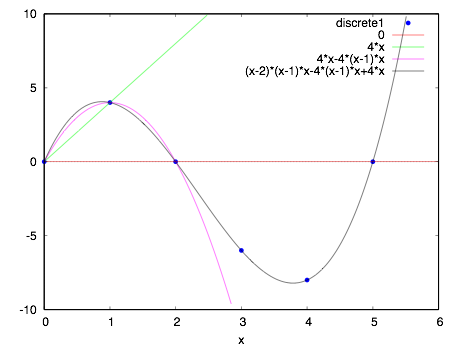 10
5
0
-5
-10
discrete1
0
4*x
4*x-4*(x-1)*x
(x-2)*(x-1)*x-4*(x-1)*x+4*x
0 1 2 3 4 5 6
x